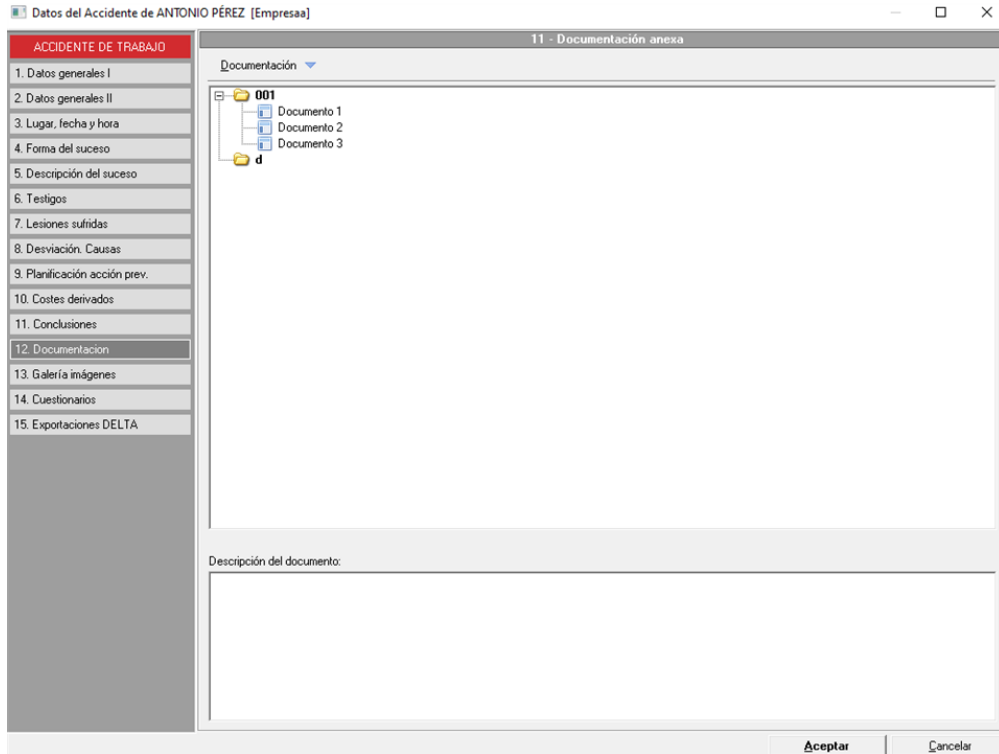 Datos del Accidente de ANTONIO PÉREZ [Empresaa]
ACCIDENTE DE TRABAJO
1. Datos generales I
2. Datos generales II
3. Lugar, fecha y hora
4. Forma del suceso
5. Descripción del suceso
6. Testigos
7. Lesiones sufridas
8. Desviación. Causas
9. Planificación acción prev.
10. Costes derivados
11. Conclusiones
12. Documentacion
13. Galería imágenes
14. Cuestionarios
15. Exportaciones DELTA
11 - Documentación anexa
Documentación
001
Documento 1
Documento 2
Documento 3
d
Descripción del documento:
Aceptar
Cancelar